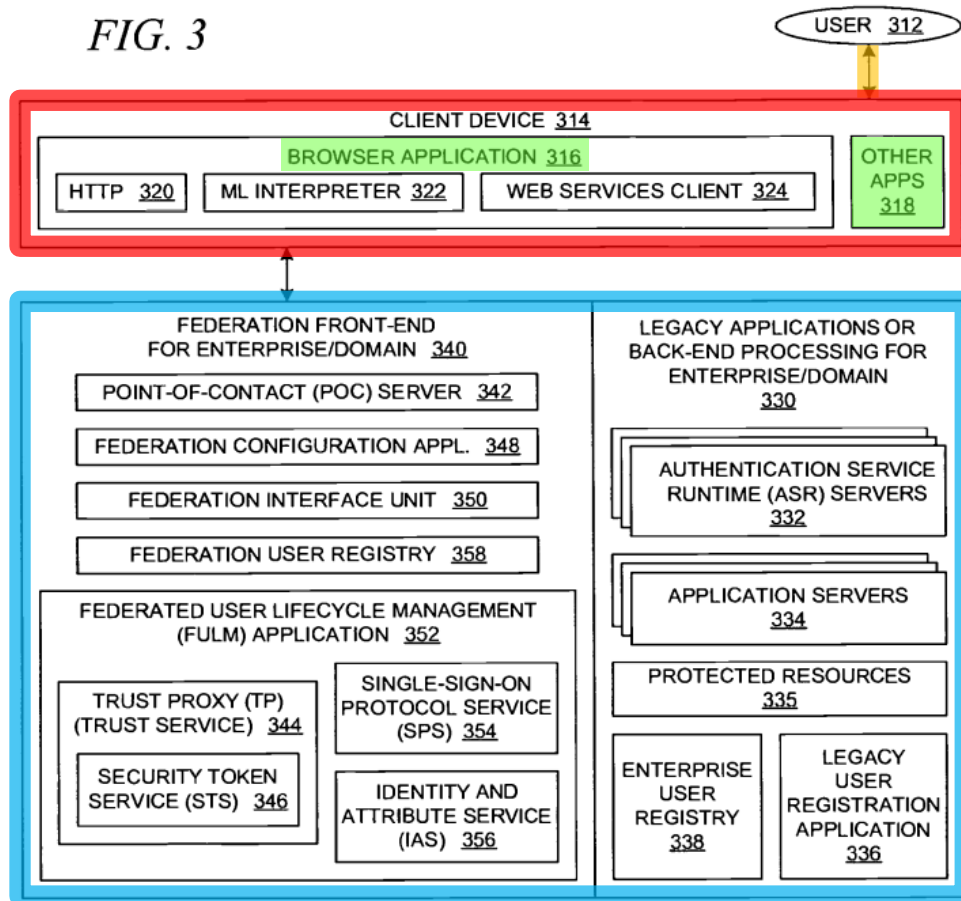 FIG. 3
USER 312
CLIENT DEVICE 314
BROWSER APPLICATION 316
HTTP 320
ML INTERPRETER 322
WEB SERVICES CLIENT 324
OTHER
APPS
318
FEDERATION FRONT-END
FOR ENTERPRISE/DOMAIN 340
POINT-OF-CONTACT (POC) SERVER 342
FEDERATION CONFIGURATION APPL. 348
FEDERATION INTERFACE UNIT 350
FEDERATION USER REGISTRY 358
FEDERATED USER LIFECYCLE MANAGEMENT
(FULM) APPLICATION 352
TRUST PROXY (TP)
(TRUST SERVICE) 344
SECURITY TOKEN
SERVICE (STS) 346
SINGLE-SIGN-ON
PROTOCOL SERVICE
(SPS) 354
IDENTITY AND
ATTRIBUTE SERVICE
(IAS) 356
LEGACY APPLICATIONS OR
BACK-END PROCESSING FOR
ENTERPRISE/DOMAIN
330
AUTHENTICATION SERVICE
RUNTIME (ASR) SERVERS
332
APPLICATION SERVERS
334
PROTECTED RESOURCES
335
ENTERPRISE
USER
REGISTRY
338
LEGACY
USER
REGISTRATION
APPLICATION
336